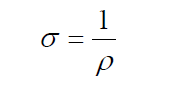 σ = 1/ρ